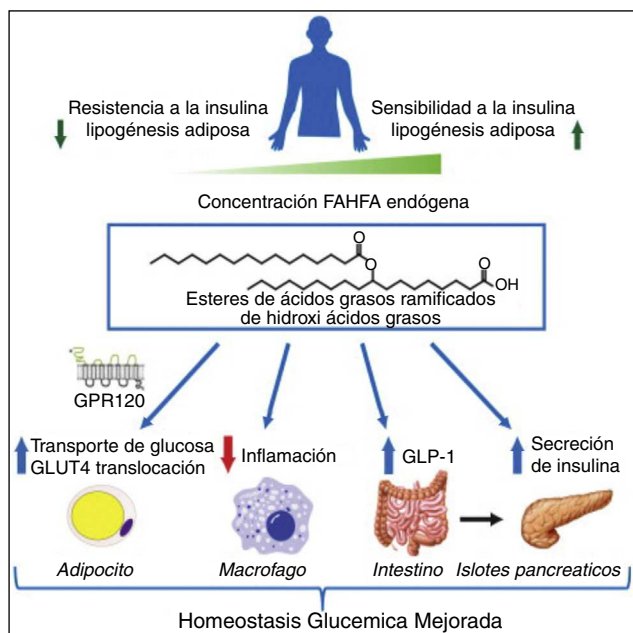 Resistencia a la insulina
lipogénesis adiposa
Sensibilidad a la insulina
lipogénesis adiposa
Concentración FAHFA endógena
O
O
OH
Esteres de ácidos grasos ramificados
de hidroxi ácidos grasos
GPR120
Transporte de glucosa
GLUT4 translocación
Inflamación
GLP-1
Secreción
de insulina
Adipocito
Macrofago
Intestino
Islotes pancreaticos
Homeostasis Glucemica Mejorada